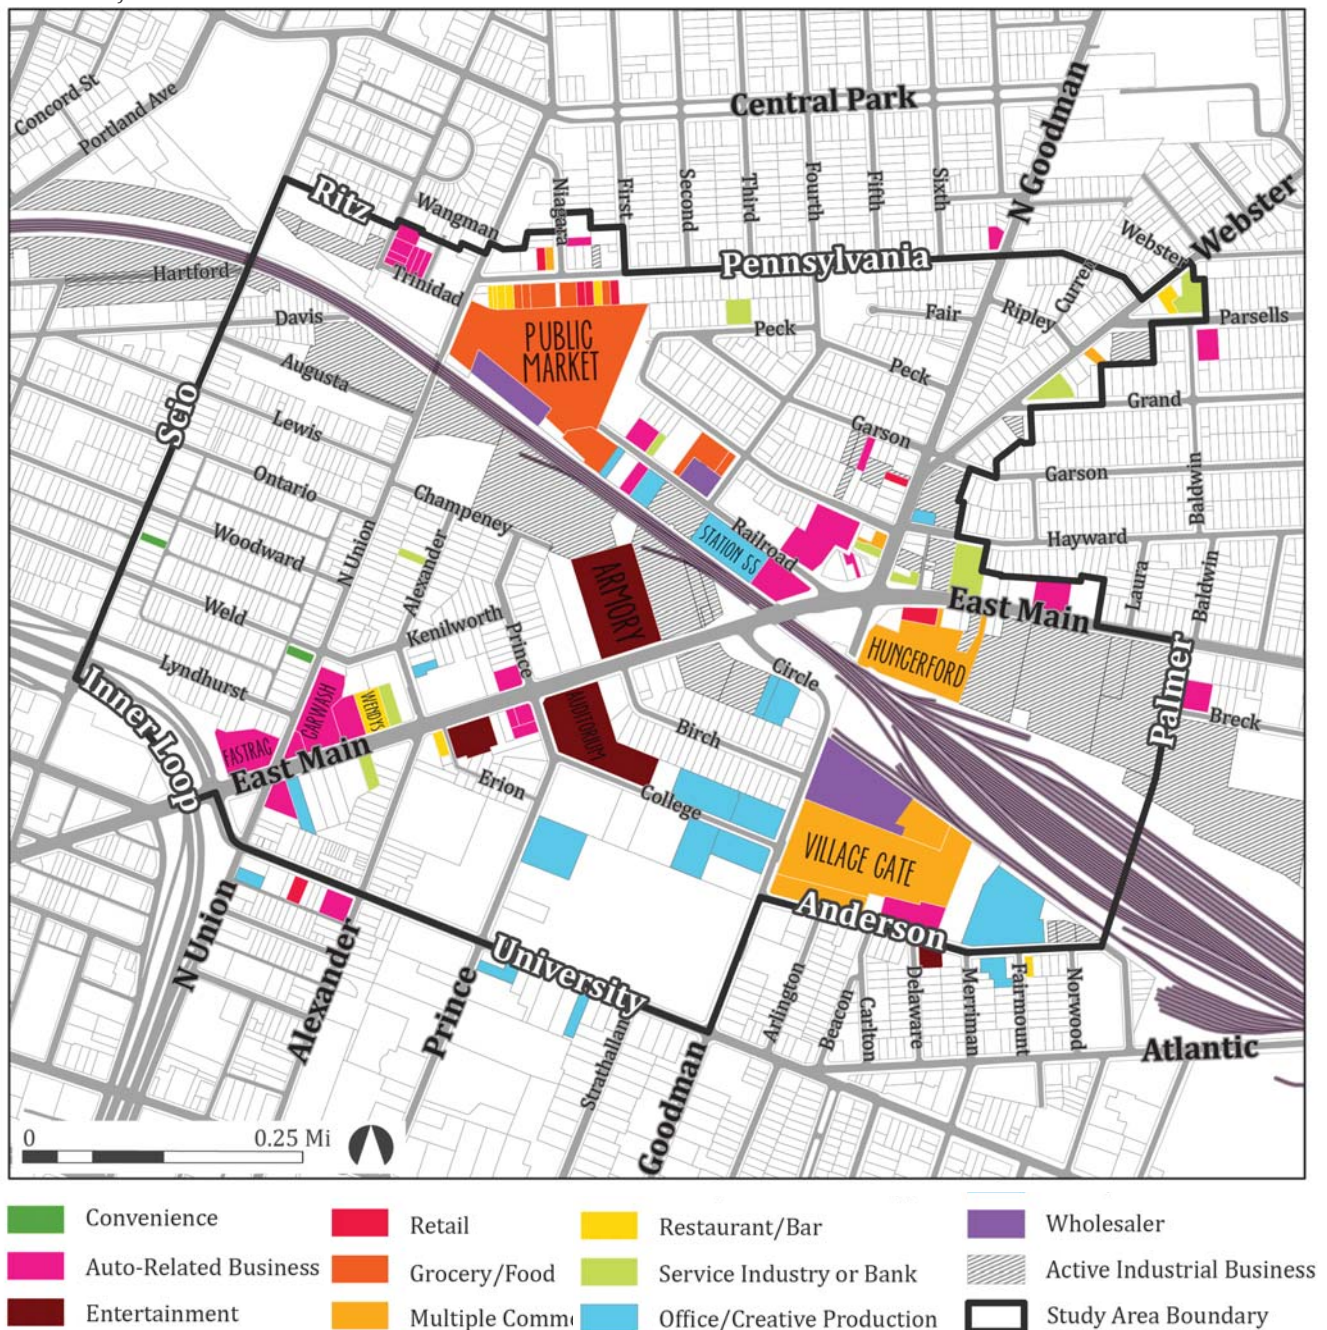 Concord St
Portland Ave
Central Park
N Goodman
Ritz
Wangman
Niagara
First
Second
Third
Fourth
Fifth
Sixth
Webster
Webster
Hartford
Trinidad
Pennsylvania
Curren
Davis
PUBLIC
MARKET
Peck
Fair
Ripley
Parsells
Augusta
Peck
Grand
Scio
Lewis
Garson
Ontario
Garson
Baldwin
Champeney
Woodward
N Union
Alexander
Railroad
STATION 55
Hayward
ARMORY
Laura
Baldwin
Weld
Kenilworth
Prince
East Main
HUNGERFORD
Lyndhurst
Circle
Palmer
Inner Loop
CARWASH
WENDYS
AUDITORIUM
Birch
Breck
FASTRAC
East Main
Erion
College
VILLAGE GATE
N Union
Alexander
Prince
University
Anderson
Strathallan
Goodman
Arlington
Beacon
Carlton
Delaware
Merriman
Fairmount
Norwood
Atlantic
0 0.25 Mi
Convenience
Retail
Restaurant/Bar
Wholesaler
Auto-Related Business
Grocery/Food
Service Industry or Bank
Active Industrial Business
Entertainment
Multiple Comme
Office/Creative Production
Study Area Boundary